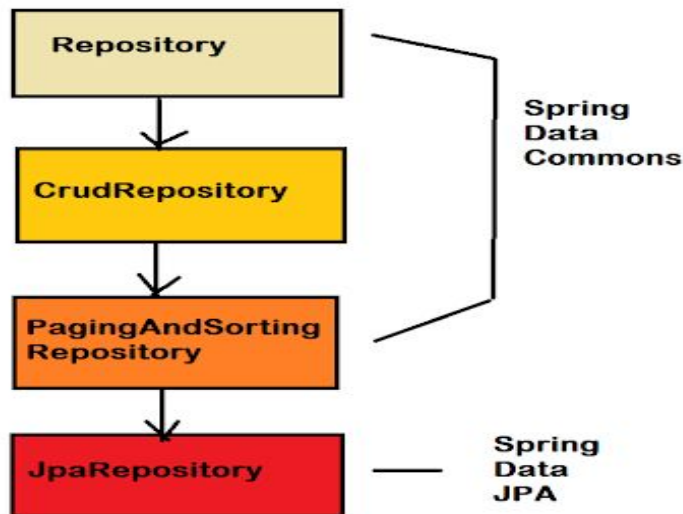 Repository
CrudRepository
PagingAndSorting
Repository
JpaRepository
Spring
Data
Commons
Spring
Data
JPA